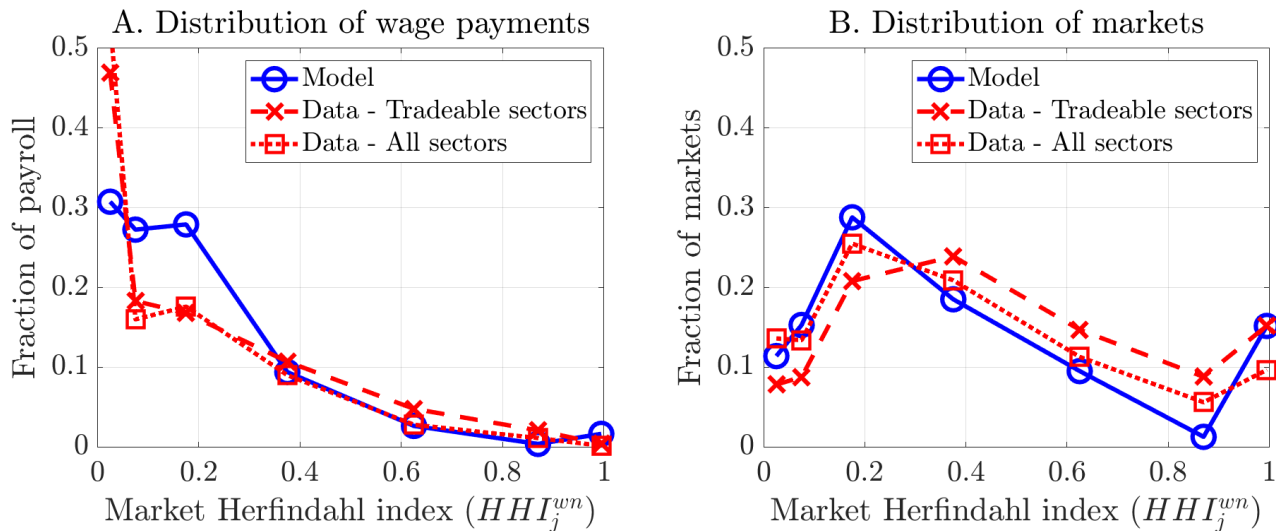 A. Distribution of wage payments
0.5
0.4
0.3
0.2
0.1
0
Fraction of payroll
Model
Data - Tradeable sectors
Data - All sectors
0 0.2 0.4 0.6 0.8 1
Market Herfindahl index ($HHI_j^{wn}$)
B. Distribution of markets
0.5
0.4
0.3
0.2
0.1
0
Fraction of markets
Model
Data - Tradeable sectors
Data - All sectors
0 0.2 0.4 0.6 0.8 1
Market Herfindahl index ($HHI_j^{wn}$)